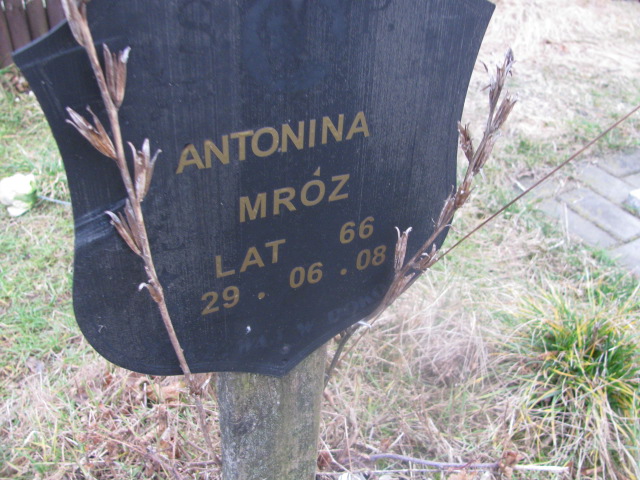 ANTONINA
MRÓZ
LAT 66
29 . 06 . 08